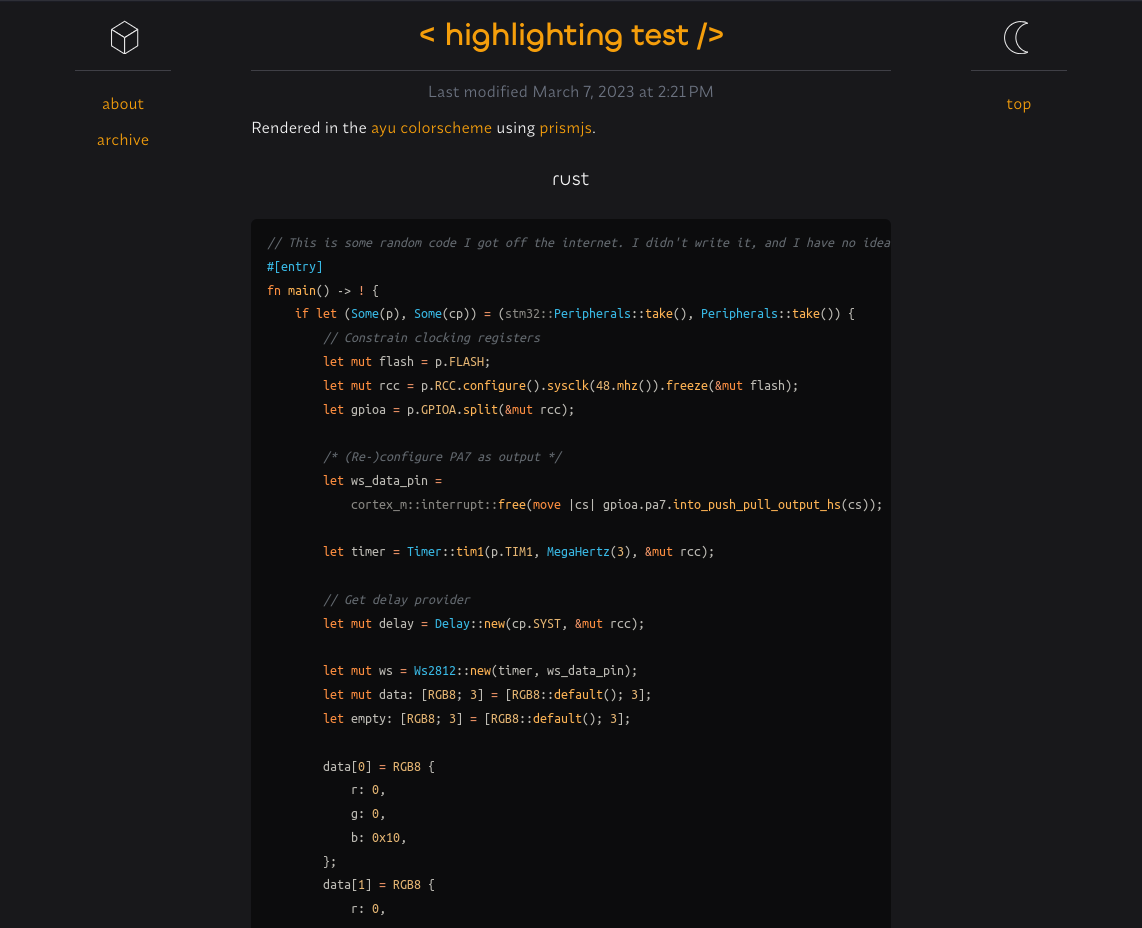 < highlighting test />
about
archive
top
Last modified March 7, 2023 at 2:21 PM
Rendered in the ayu colorscheme using prismjs.
rust
// This is some random code I got off the internet. I didn't write it, and I have no idea
#[entry]
fn main() -> ! {
    if let (Some(p), Some(cp)) = (stm32::Peripherals::take(), Peripherals::take()) {
        // Constrain clocking registers
        let mut flash = p.FLASH;
        let mut rcc = p.RCC.configure().sysclk(48.mhz()).freeze(&mut flash);
        let gpioa = p.GPIOA.split(&mut rcc);
        /* (Re-)configure PA7 as output */
        let ws_data_pin =
            cortex_m::interrupt::free(move |cs| gpioa.pa7.into_push_pull_output_hs(cs));
        let timer = Timer::tim1(p.TIM1, MegaHertz(3), &mut rcc);
        // Get delay provider
        let mut delay = Delay::new(cp.SYST, &mut rcc);
        let mut ws = Ws2812::new(timer, ws_data_pin);
        let mut data: [RGB8; 3] = [RGB8::default(); 3];
        let empty: [RGB8; 3] = [RGB8::default(); 3];
        data[0] = RGB8 {
            r: 0,
            g: 0,
            b: 0x10,
        };
        data[1] = RGB8 {
            r: 0,